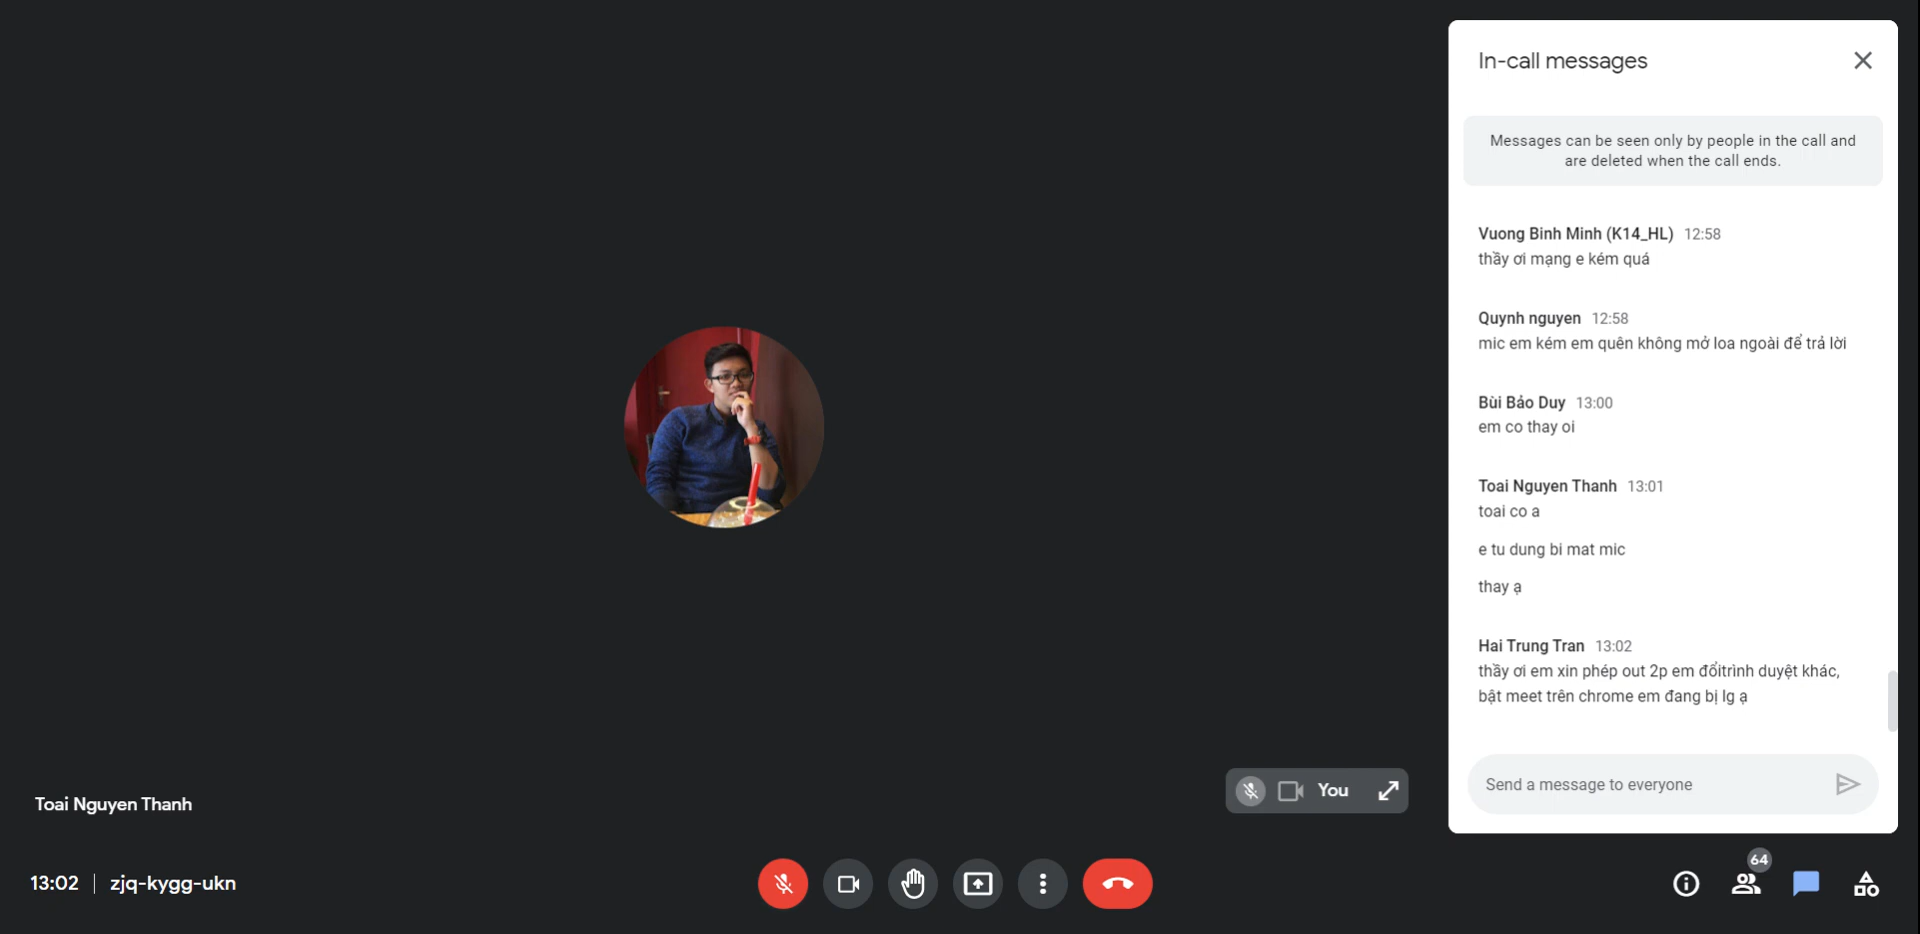 In-call messages
Messages can be seen only by people in the call and
are deleted when the call ends.
Vuong Binh Minh (K14_HL) 12:58
thầy ơi mạng e kém quá
Quynh nguyen 12:58
mic em kém em quên không mở loa ngoài để trả lời
Bùi Bảo Duy 13:00
em co thay oi
Toai Nguyen Thanh 13:01
toai co a
e tu dung bi mat mic
thay ạ
Hai Trung Tran 13:02
thầy ơi em xin phép out 2p em đổitrình duyệt khác,
bật meet trên chrome em đang bị lg ạ
Send a message to everyone
You
Toai Nguyen Thanh
13:02 | zjq-kygg-ukn
64